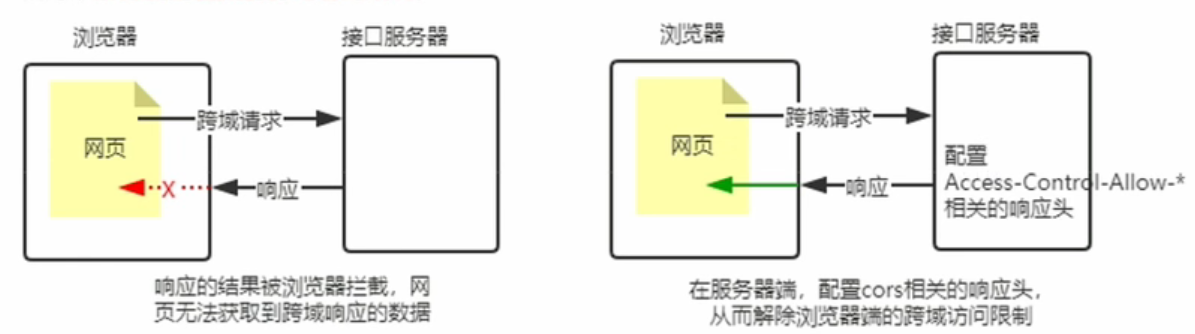 浏览器
接口服务器
网页
跨域请求
响应
X
响应的结果被浏览器拦截，网
页无法获取到跨域响应的数据
浏览器
接口服务器
网页
跨域请求
响应
配置
Access-Control-Allow-*
相关的响应头
在服务器端，配置cors相关的响应头，
从而解除浏览器端的跨域访问限制